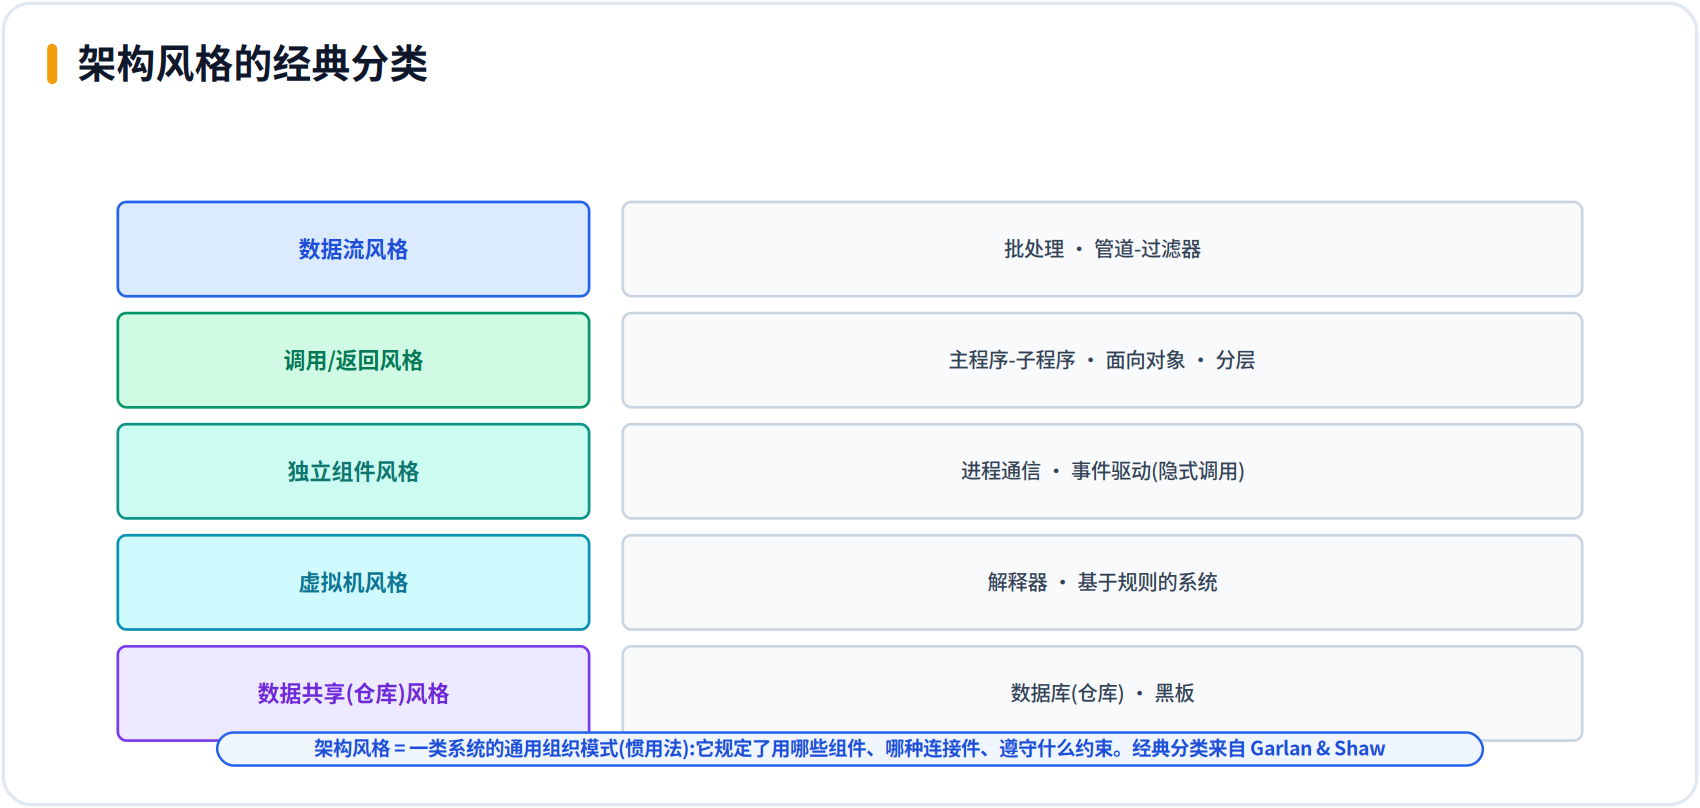 架构风格的经典分类
数据流风格
批处理 · 管道-过滤器
调用/返回风格
主程序-子程序 · 面向对象 · 分层
独立组件风格
进程通信 · 事件驱动(隐式调用)
虚拟机风格
解释器 · 基于规则的系统
数据共享(仓库)风格
数据库(仓库) · 黑板
架构风格 = 一类系统的通用组织模式(惯用法):它规定了用哪些组件、哪种连接件、遵守什么约束。经典分类来自 Garlan & Shaw